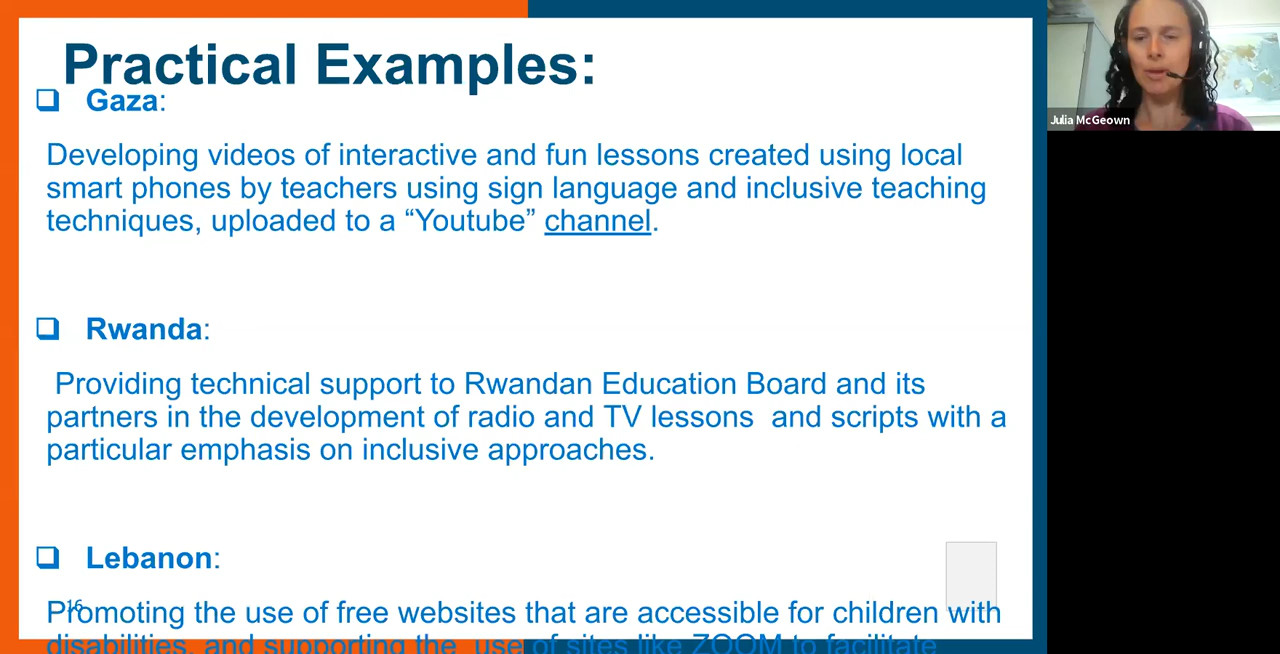 Practical Examples:
❑ Gaza:
Developing videos of interactive and fun lessons created using local
smart phones by teachers using sign language and inclusive teaching
techniques, uploaded to a “Youtube” channel.
❑ Rwanda:
Providing technical support to Rwandan Education Board and its
partners in the development of radio and TV lessons  and scripts with a
particular emphasis on inclusive approaches.
❑ Lebanon:
Promoting the use of free websites that are accessible for children with
16
disabilities, and supporting the  use of sites like ZOOM to facilitate
Julia McGeown